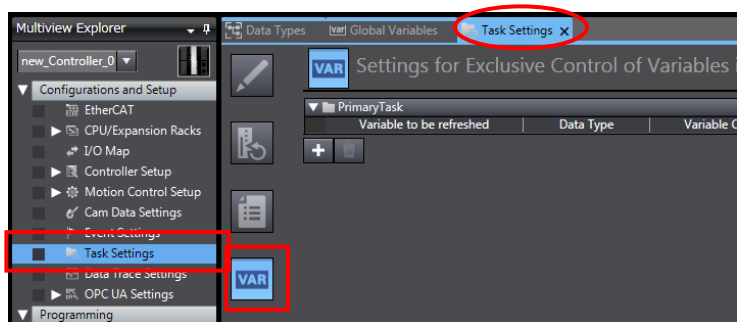 Multiview Explorer
new_Controller_0
Configurations and Setup
EtherCAT
CPU/Expansion Racks
I/O Map
Controller Setup
Motion Control Setup
Cam Data Settings
Event Settings
Task Settings
Data Trace Settings
OPC UA Settings
Programming
Data Types
var Global Variables
Task Settings
VAR Settings for Exclusive Control of Variables i
PrimaryTask
Variable to be refreshed Data Type Variable C
VAR